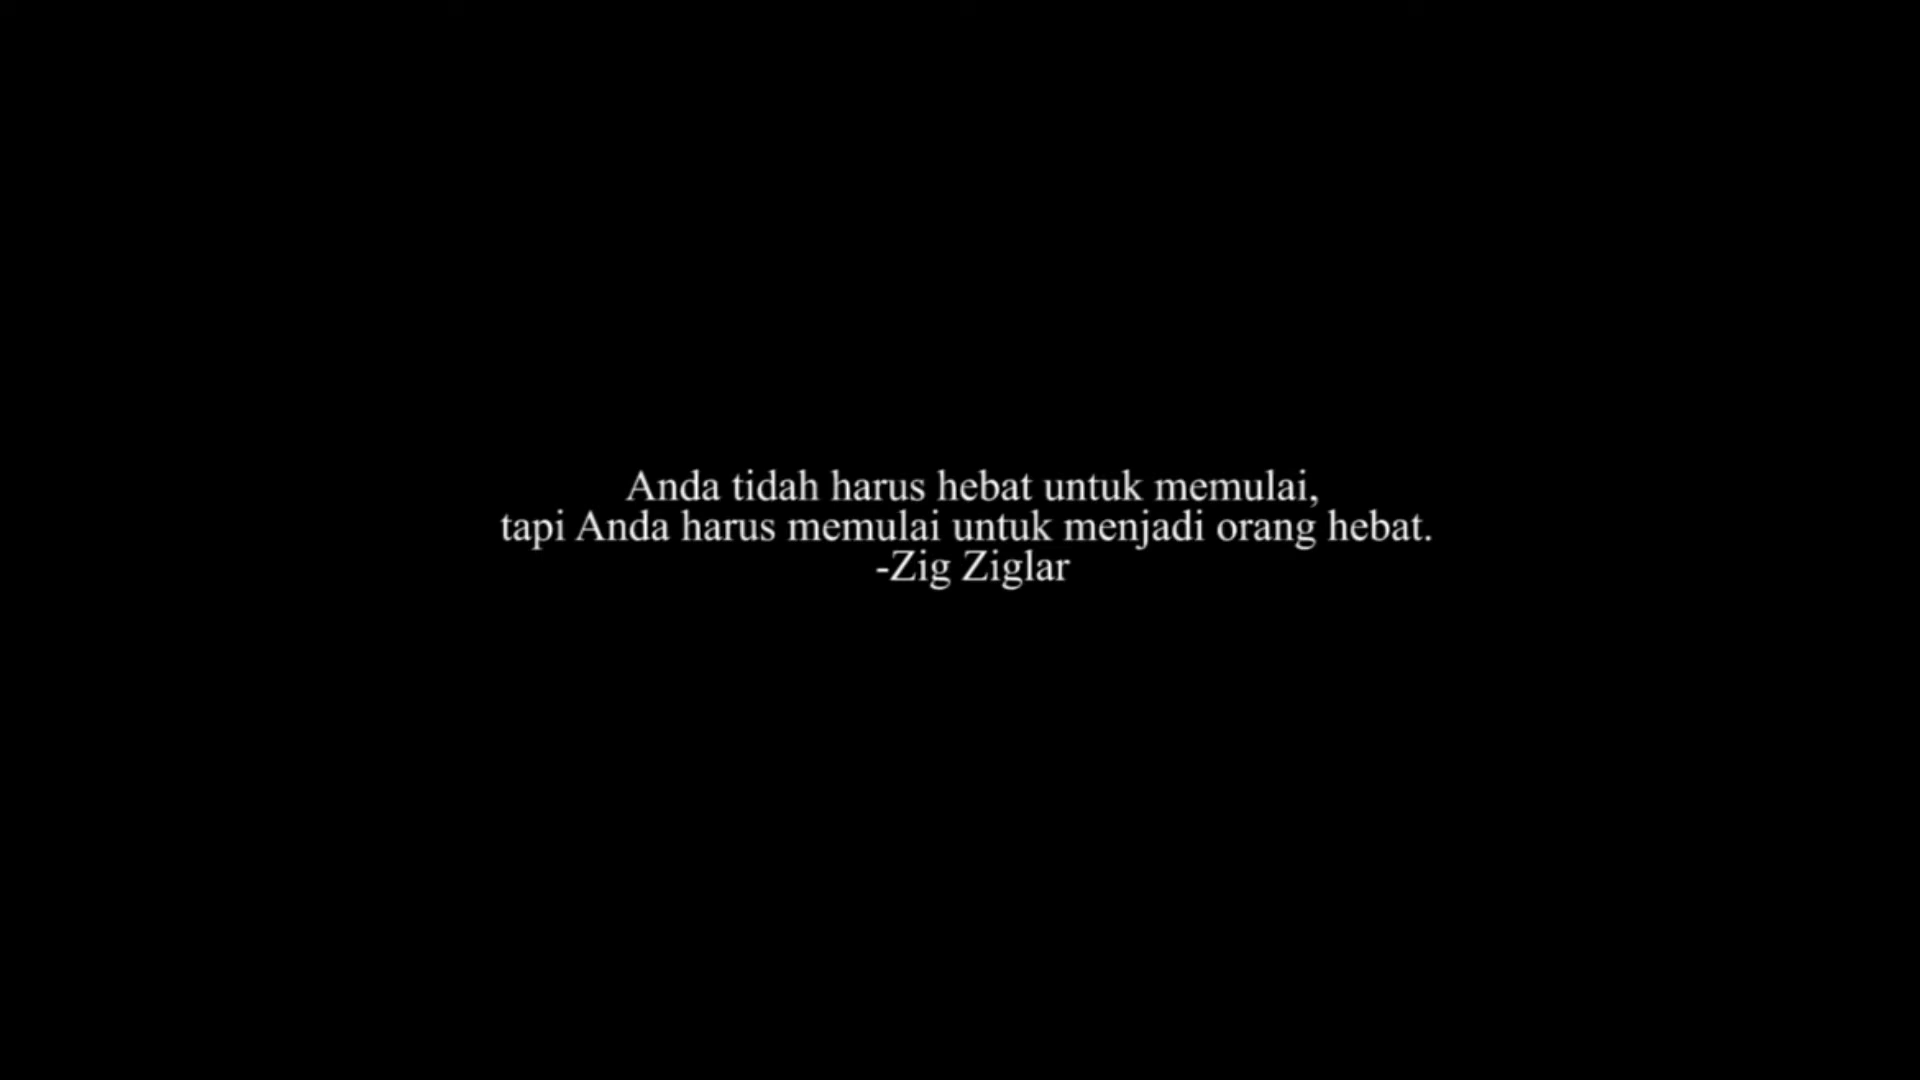 Anda tidah harus hebat untuk memulai,
tapi Anda harus memulai untuk menjadi orang hebat.
-Zig Ziglar